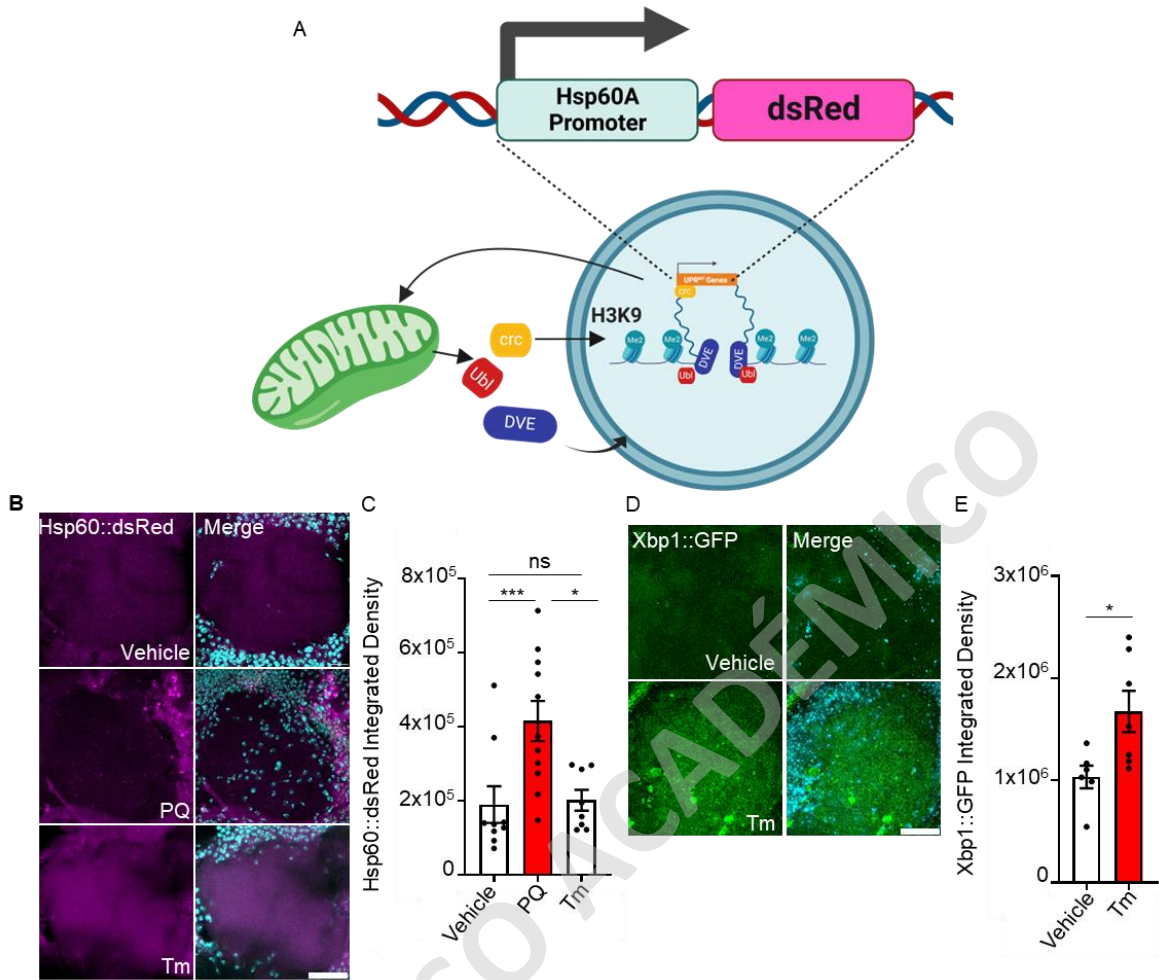 A
Hsp60A
Promoter
dsRed
UPRMT Genes
crc
H3K9
Me2
Me2
Me2
Me2
DVE
DVE
Ubl
Ubl
crc
Ubl
DVE
B
Hsp60::dsRed
Merge
Vehicle
PQ
Tm
C
Hsp60::dsRed Integrated Density
8x10⁵
6x10⁵
4x10⁵
2x10⁵
0
ns
***
*
Vehicle
PQ
Tm
D
Xbp1::GFP
Merge
Vehicle
Tm
E
Xbp1::GFP Integrated Density
3x10⁶
2x10⁶
1x10⁶
0
*
Vehicle
Tm
O ACADÉMICO